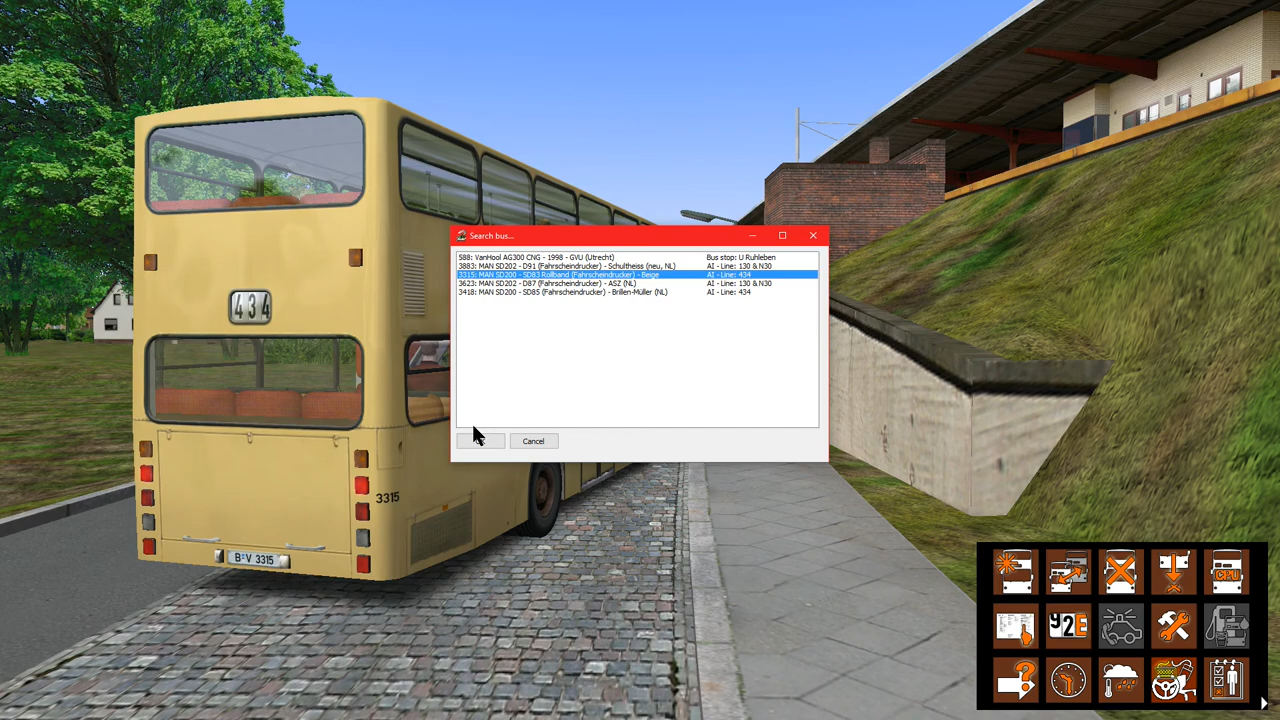 434
Search bus...
588: VanHool AG300 CNG - 1998 - GVU (Utrecht) Bus stop: U Ruhleben
3883: MAN SD202 - D91 (Fahrscheindrucker) - Schultheiss (neu, NL) AI - Line: 130 & N30
3315: MAN SD200 - SD83 Rollband (Fahrscheindrucker) - Beige AI - Line: 434
3623: MAN SD202 - D87 (Fahrscheindrucker) - ASZ (NL) AI - Line: 130 & N30
3418: MAN SD200 - SD85 (Fahrscheindrucker) - Brillen-Müller (NL) AI - Line: 434
Cancel
3315
B-V 3315
CPU
92E